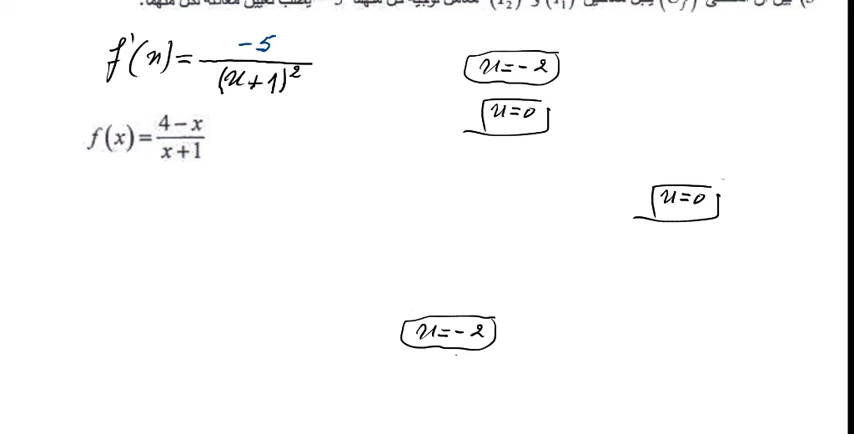 f'(x) = -5 / (x+1)²
x = -2
x = 0
f(x) = (4-x) / (x+1)
x = 0
x = -2